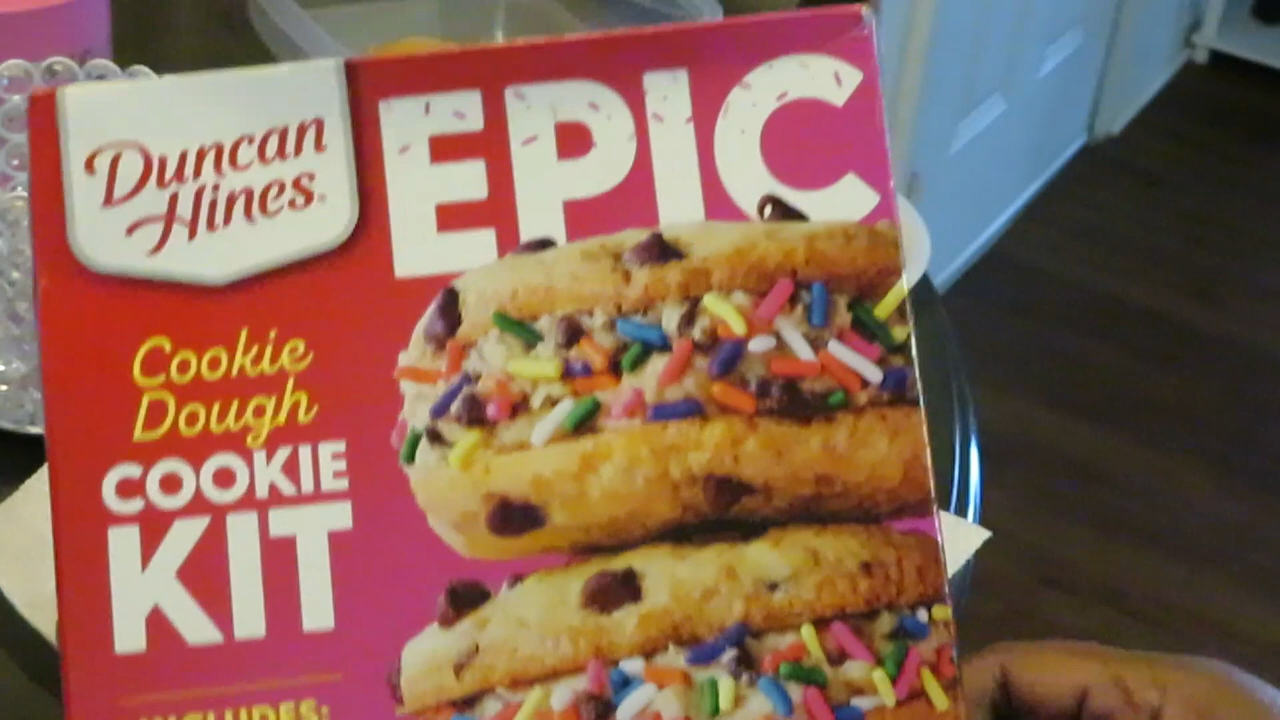 Duncan
Hines.
EPIC
Cookie
Dough
COOKIE
KIT
INCLUDES: